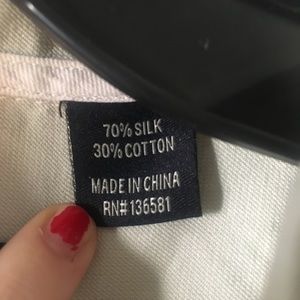 70% SILK
30% COTTON
MADE IN CHINA
RN# 136581